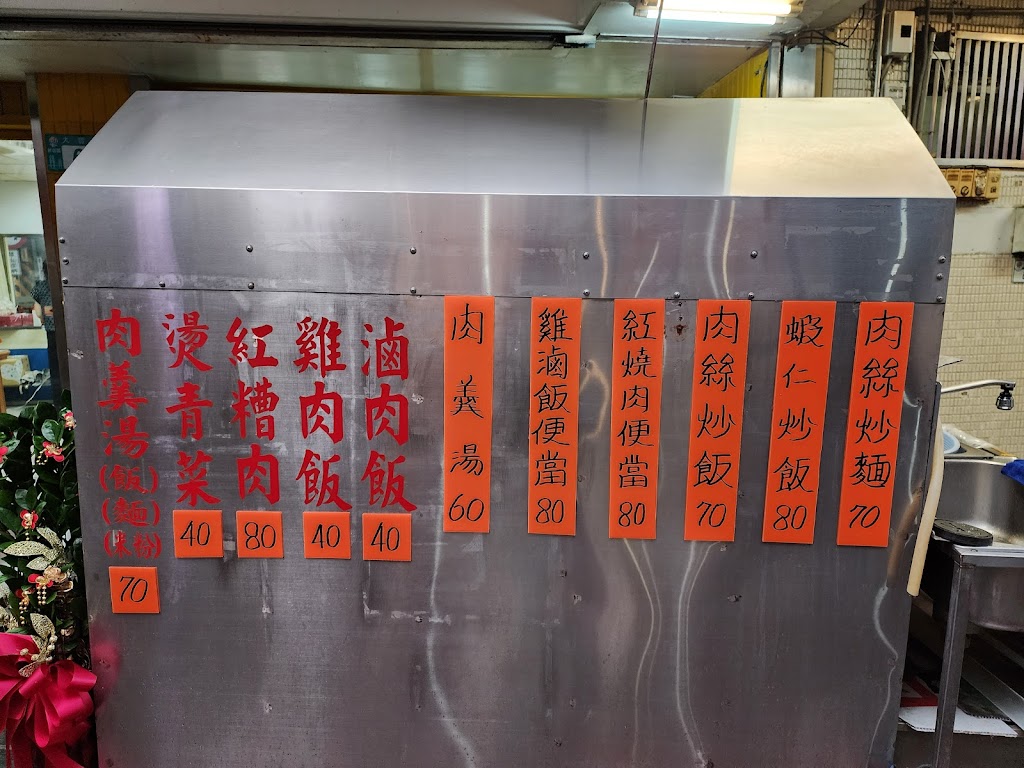 肉絲炒麵 70
蝦仁炒飯 80
肉絲炒飯 70
紅燒肉便當 80
雞滷飯便當 80
肉羹湯 60
滷肉飯 40
雞肉飯 40
紅糟肉 80
燙青菜 40
肉羹湯(飯)(麵)(米粉) 70